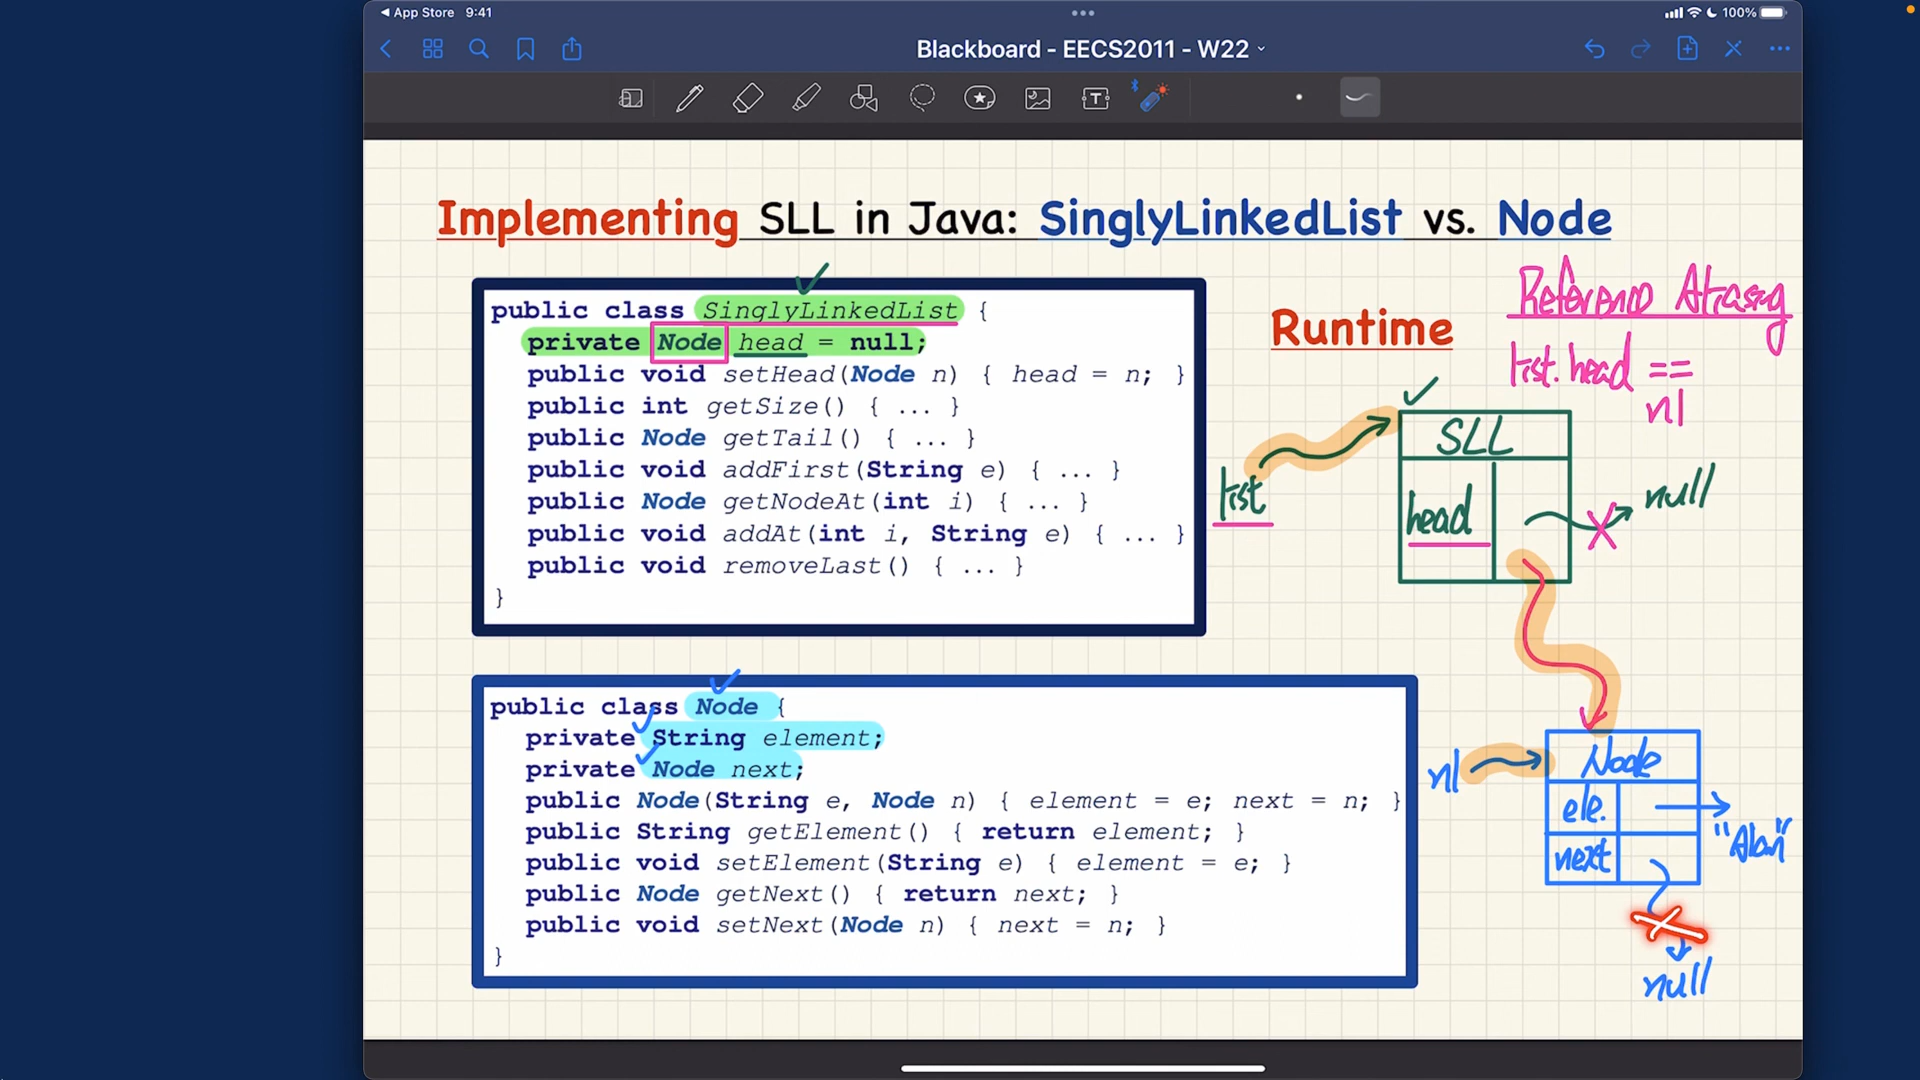 App Store 9:41
100%
Blackboard - EECS2011 - W22
Implementing SLL in Java: SinglyLinkedList vs. Node
public class SinglyLinkedList {
private Node head = null;
public void setHead(Node n) { head = n; }
public int getSize() { ... }
public Node getTail() { ... }
public void addFirst(String e) { ... }
public Node getNodeAt(int i) { ... }
public void addAt(int i, String e) { ... }
public void removeLast() { ... }
}
Runtime
Reference Aliasing
list.head ==
n1
SLL
list
head
null
public class Node {
private String element;
private Node next;
public Node(String e, Node n) { element = e; next = n; }
public String getElement() { return element; }
public void setElement(String e) { element = e; }
public Node getNext() { return next; }
public void setNext(Node n) { next = n; }
}
n1
Node
ele.
"Alan"
next
null